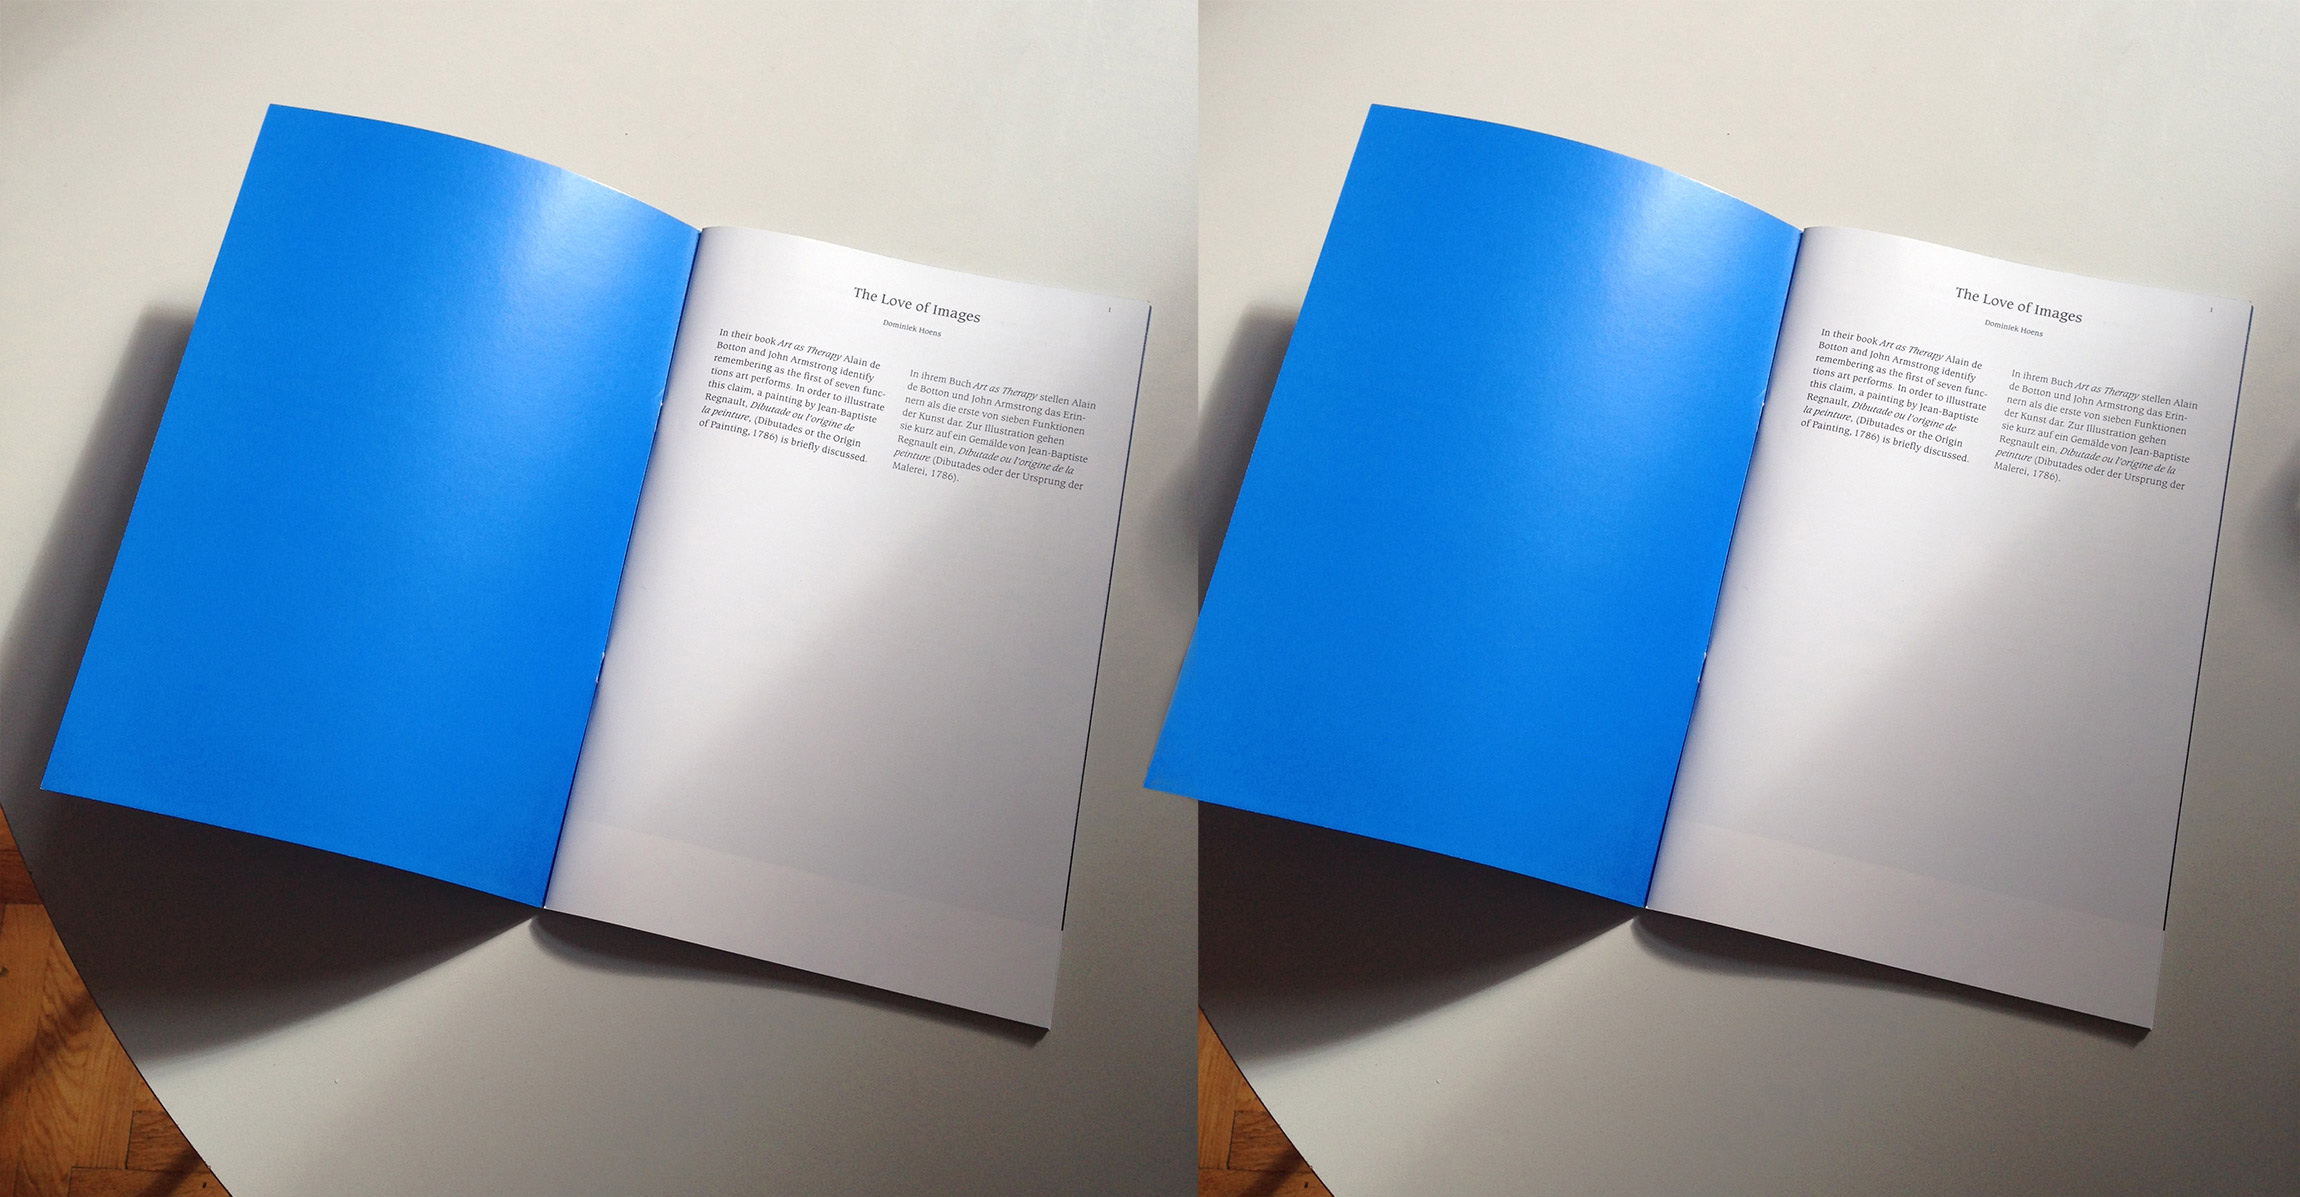 The Love of Images
Dominiek Hoens
1
In their book Art as Therapy Alain de
Botton and John Armstrong identify
remembering as the first of seven func-
tions art performs. In order to illustrate
this claim, a painting by Jean-Baptiste
Regnault, Dibutade ou l'origine de
la peinture, (Dibutades or the Origin
of Painting, 1786) is briefly discussed.
In ihrem Buch Art as Therapy stellen Alain
de Botton und John Armstrong das Erin-
nern als die erste von sieben Funktionen
der Kunst dar. Zur Illustration gehen
sie kurz auf ein Gemälde von Jean-Baptiste
Regnault ein, Dibutade ou l'origine de la
peinture (Dibutades oder der Ursprung der
Malerei, 1786).
The Love of Images
Dominiek Hoens
1
In their book Art as Therapy Alain de
Botton and John Armstrong identify
remembering as the first of seven func-
tions art performs. In order to illustrate
this claim, a painting by Jean-Baptiste
Regnault, Dibutade ou l'origine de
la peinture, (Dibutades or the Origin
of Painting, 1786) is briefly discussed.
In ihrem Buch Art as Therapy stellen Alain
de Botton und John Armstrong das Erin-
nern als die erste von sieben Funktionen
der Kunst dar. Zur Illustration gehen
sie kurz auf ein Gemälde von Jean-Baptiste
Regnault ein, Dibutade ou l'origine de la
peinture (Dibutades oder der Ursprung der
Malerei, 1786).